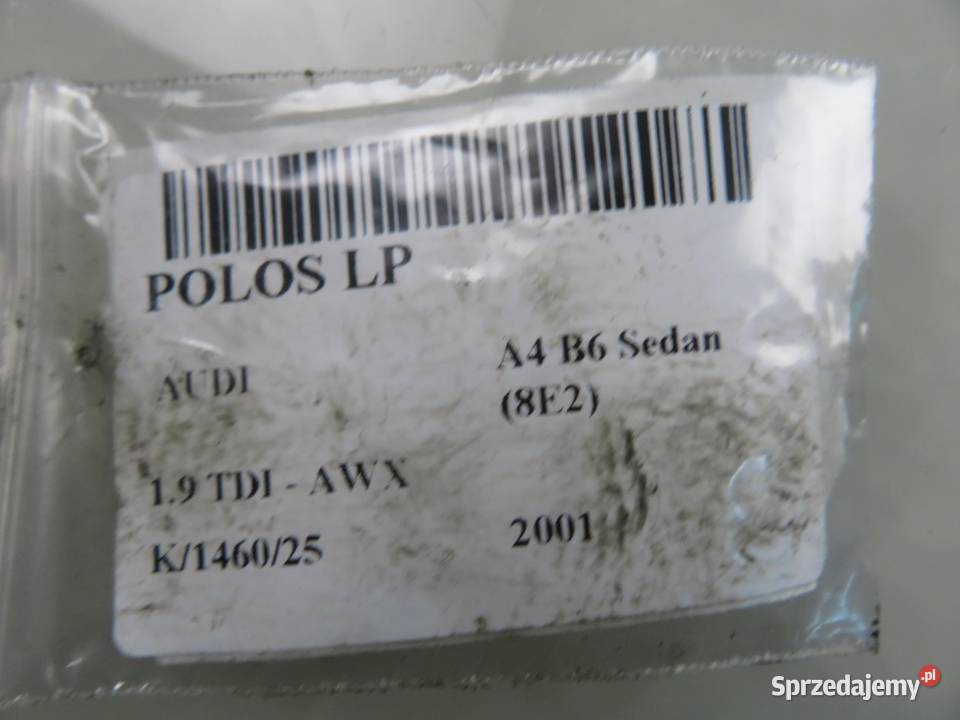 POLOS LP
AUDI
A4 B6 Sedan
(8E2)
1.9 TDI - AWX
K/1460/25
2001
Sprzedajemy.pl